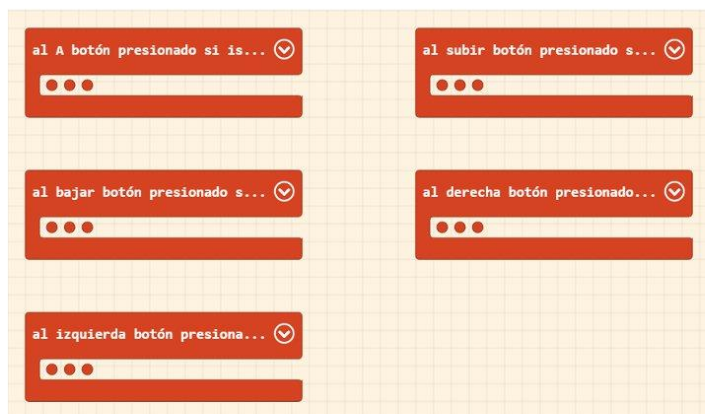 al A botón presionado si is...
al subir botón presionado s...
al bajar botón presionado s...
al derecha botón presionado...
al izquierda botón presiona...